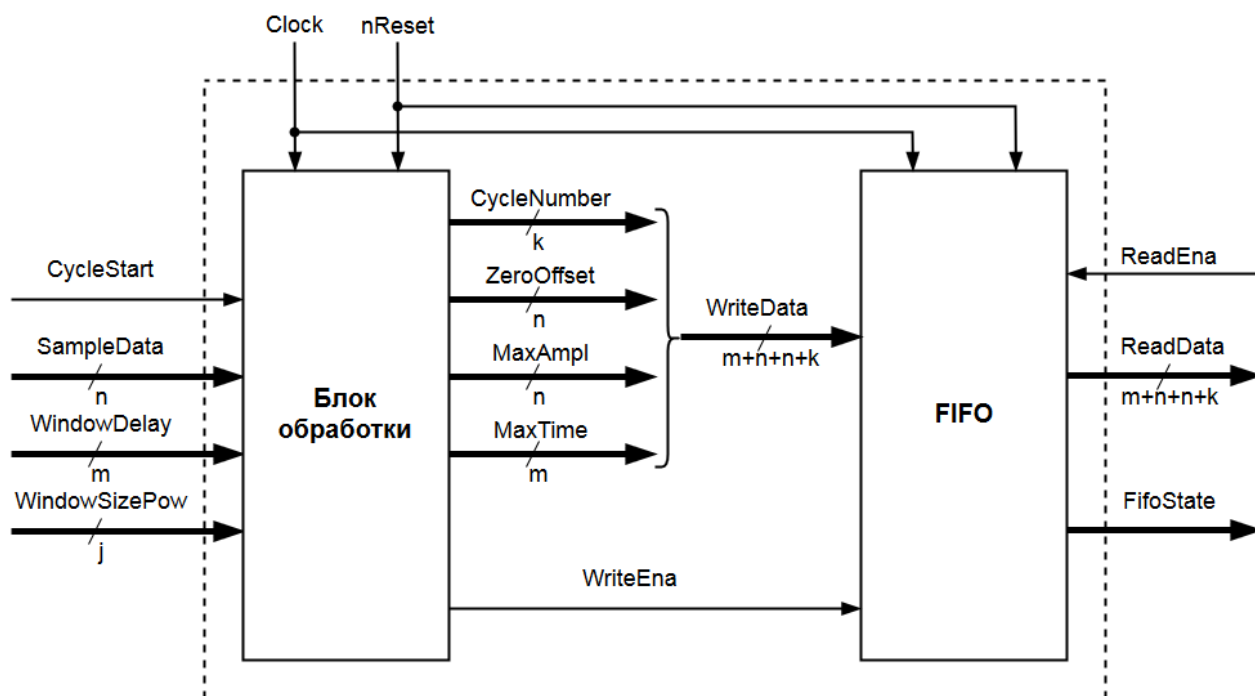 Clock nReset
CycleStart
SampleData
n
WindowDelay
m
WindowSizePow
j
Блок
обработки
CycleNumber
k
ZeroOffset
n
MaxAmpl
n
MaxTime
m
WriteData
m+n+n+k
WriteEna
FIFO
ReadEna
ReadData
m+n+n+k
FifoState